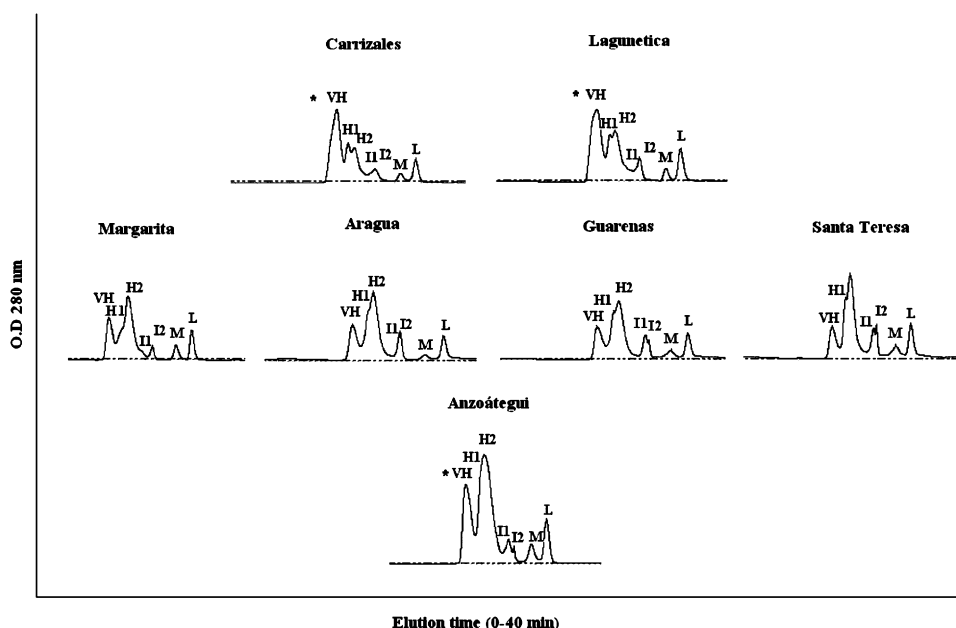 Carrizales
Lagunetica
* VH
H1
H2
I1
I2
M
L
* VH
H1
H2
I1
I2
M
L
Margarita
Aragua
Guarenas
Santa Teresa
VH
H1
H2
I1
I2
M
L
VH
H1
H2
I1
I2
M
L
VH
H1
H2
I1
I2
M
L
VH
H1
I1
I2
M
L
Anzoátegui
* VH
H1
H2
I1
I2
M
L
O.D 280 nm
Elution time (0-40 min)